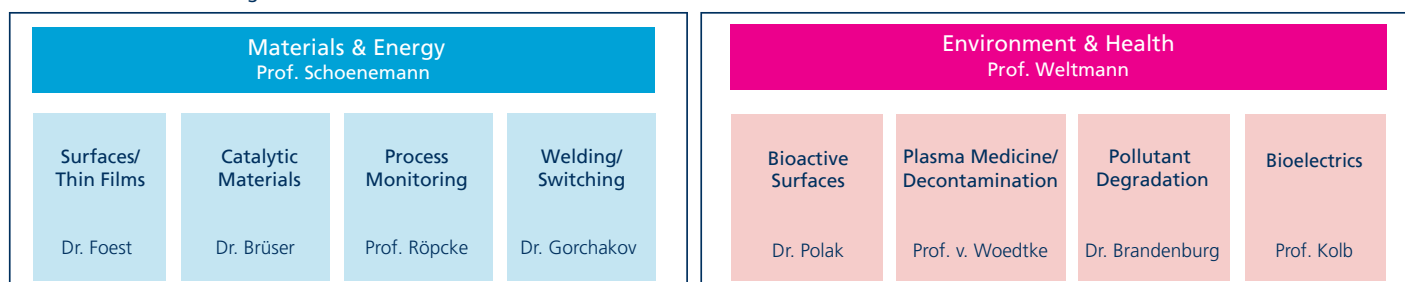 Materials & Energy
Prof. Schoenemann
Surfaces/
Thin Films
Dr. Foest
Catalytic
Materials
Dr. Brüser
Process
Monitoring
Prof. Röpcke
Welding/
Switching
Dr. Gorchakov
Environment & Health
Prof. Weltmann
Bioactive
Surfaces
Dr. Polak
Plasma Medicine/
Decontamination
Prof. v. Woedtke
Pollutant
Degradation
Dr. Brandenburg
Bioelectrics
Prof. Kolb